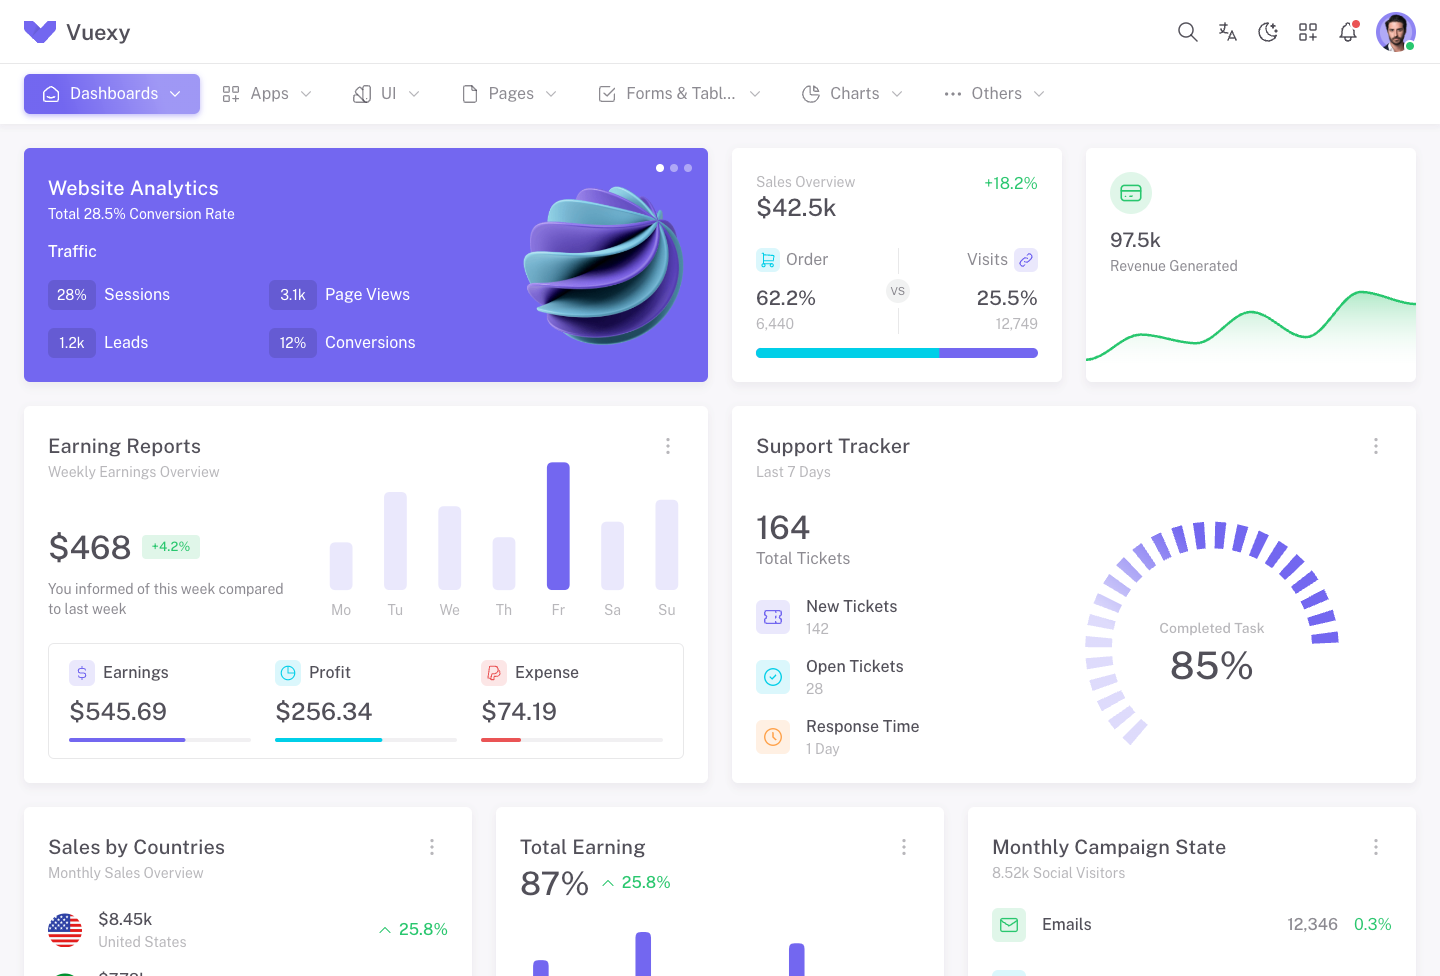 Vuexy
Dashboards
Apps
UI
Pages
Forms & Tabl...
Charts
Others
Website Analytics
Total 28.5% Conversion Rate
Traffic
28% Sessions
3.1k Page Views
1.2k Leads
12% Conversions
Sales Overview
+18.2%
$42.5k
Order
Visits
VS
62.2%
25.5%
6,440
12,749
97.5k
Revenue Generated
Earning Reports
Weekly Earnings Overview
$468 +4.2%
You informed of this week compared
to last week
Mo Tu We Th Fr Sa Su
Earnings
$545.69
Profit
$256.34
Expense
$74.19
Support Tracker
Last 7 Days
164
Total Tickets
New Tickets
142
Open Tickets
28
Response Time
1 Day
Completed Task
85%
Sales by Countries
Monthly Sales Overview
$8.45k
United States
25.8%
Total Earning
87% 25.8%
Monthly Campaign State
8.52k Social Visitors
Emails 12,346 0.3%